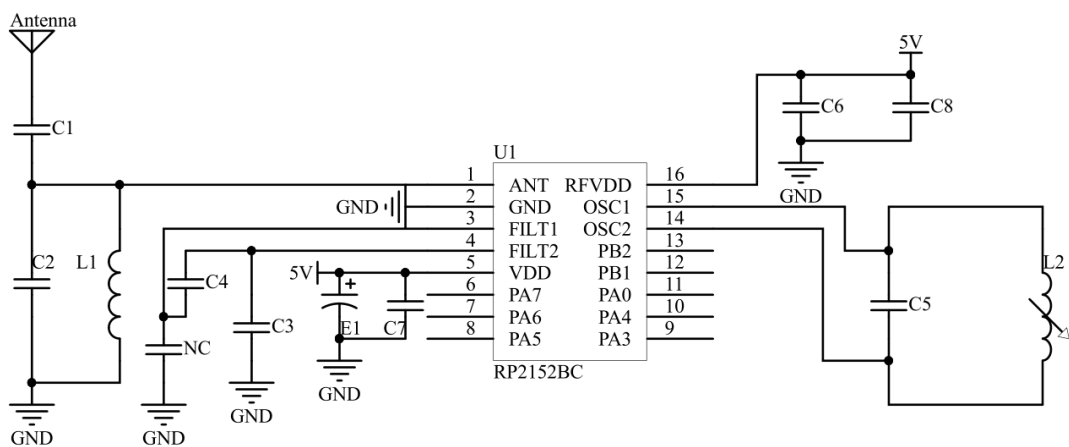 Antenna
5V
C1
C6
C8
U1
GND
1
ANT
RFVDD
16
GND
2
GND
OSC1
15
3
FILT1
OSC2
14
4
FILT2
PB2
13
C2
L1
C4
5V
5
VDD
PB1
12
L2
6
PA7
PA0
11
C5
7
PA6
PA4
10
NC
C3
E1
C7
8
PA5
PA3
9
+
RP2152BC
GND
GND
GND
GND